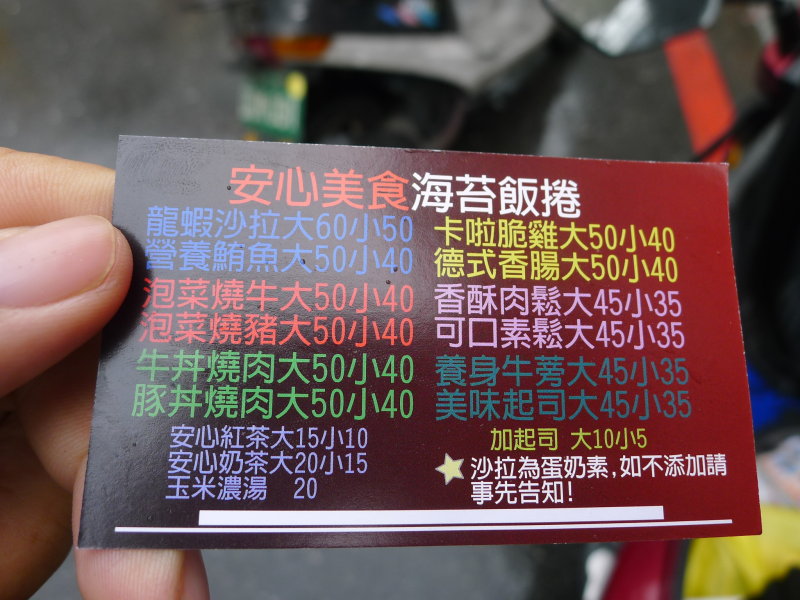 安心美食海苔飯捲
龍蝦沙拉大60小50
營養鮪魚大50小40
泡菜燒牛大50小40
泡菜燒豬大50小40
牛丼燒肉大50小40
豚丼燒肉大50小40
安心紅茶大15小10
安心奶茶大20小15
玉米濃湯 20
卡啦脆雞大50小40
德式香腸大50小40
香酥肉鬆大45小35
可口素鬆大45小35
養身牛蒡大45小35
美味起司大45小35
加起司 大10小5
沙拉為蛋奶素,如不添加請
事先告知!